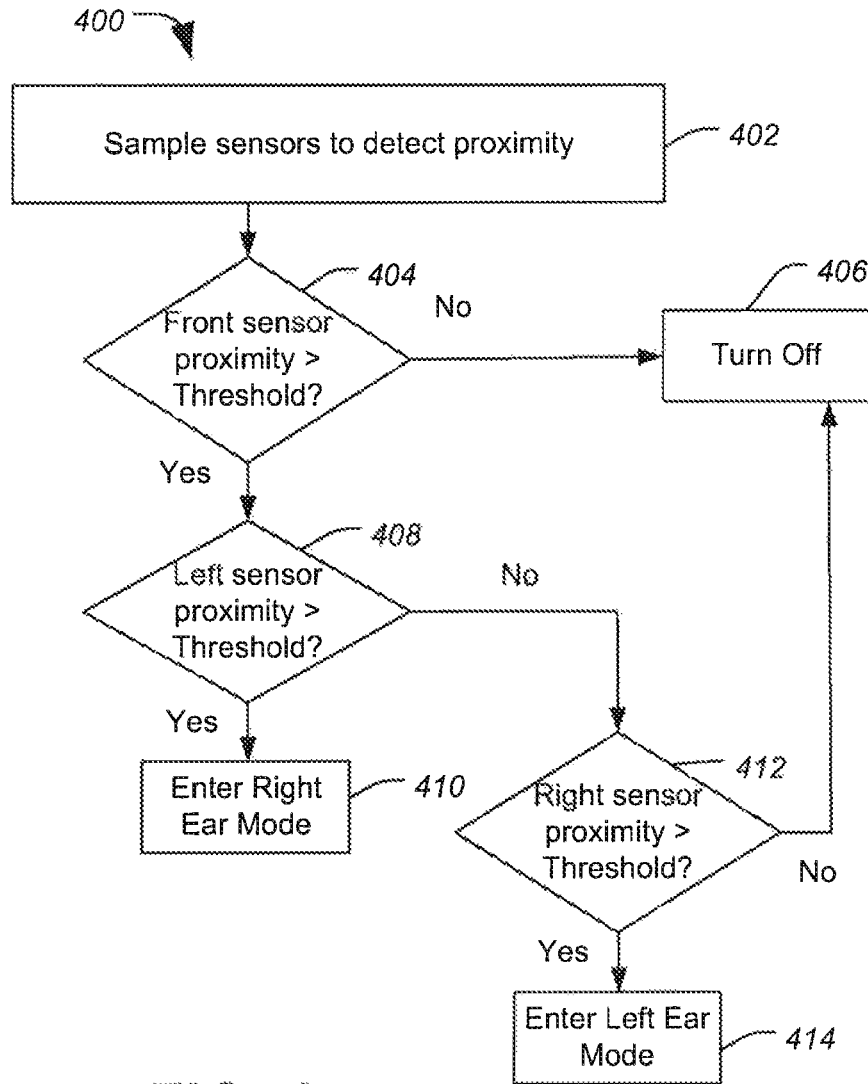 400
Sample sensors to detect proximity
402
404
Front sensor
proximity >
Threshold?
No
406
Turn Off
Yes
408
Left sensor
proximity >
Threshold?
No
Yes
Enter Right
Ear Mode
410
412
Right sensor
proximity >
Threshold?
No
Yes
Enter Left Ear
Mode
414